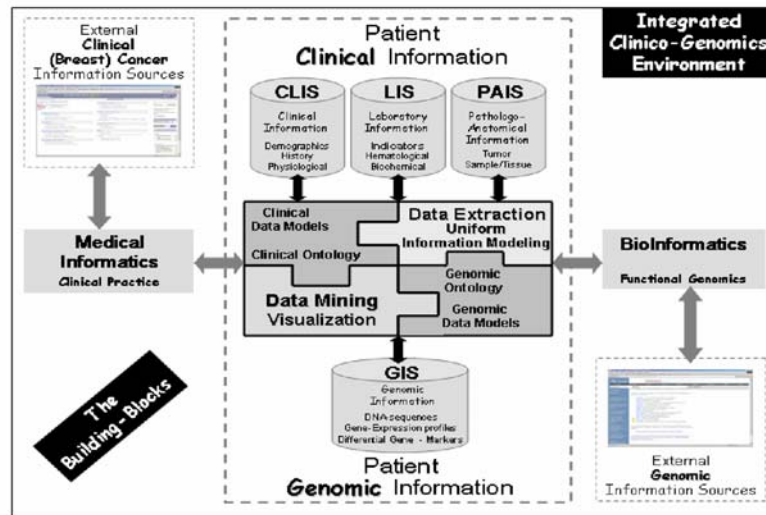 External
Clinical
(Breast) Cancer
Information Sources
Patient
Clinical Information
Integrated
Clinico-Genomics
Environment
CLIS
Clinical
Information
Demographics
History
Physiological
LIS
Laboratory
Information
Indicators
Hematological
Biochemical
PAIS
Pathologo-
Anatomical
Information
Tumor
Sample/Tissue
Medical
Informatics
Clinical Practice
Clinical
Data Models
Clinical Ontology
Data Extraction
Uniform
Information Modeling
Data Mining
Visualization
Genomic
Ontology
Genomic
Data Models
BioInformatics
Functional Genomics
The
Building-Blocks
GIS
Genomic
Information
DNA-sequences
Gene-Expression profiles
Differential Gene - Markers
Patient
Genomic Information
External
Genomic
Information Sources